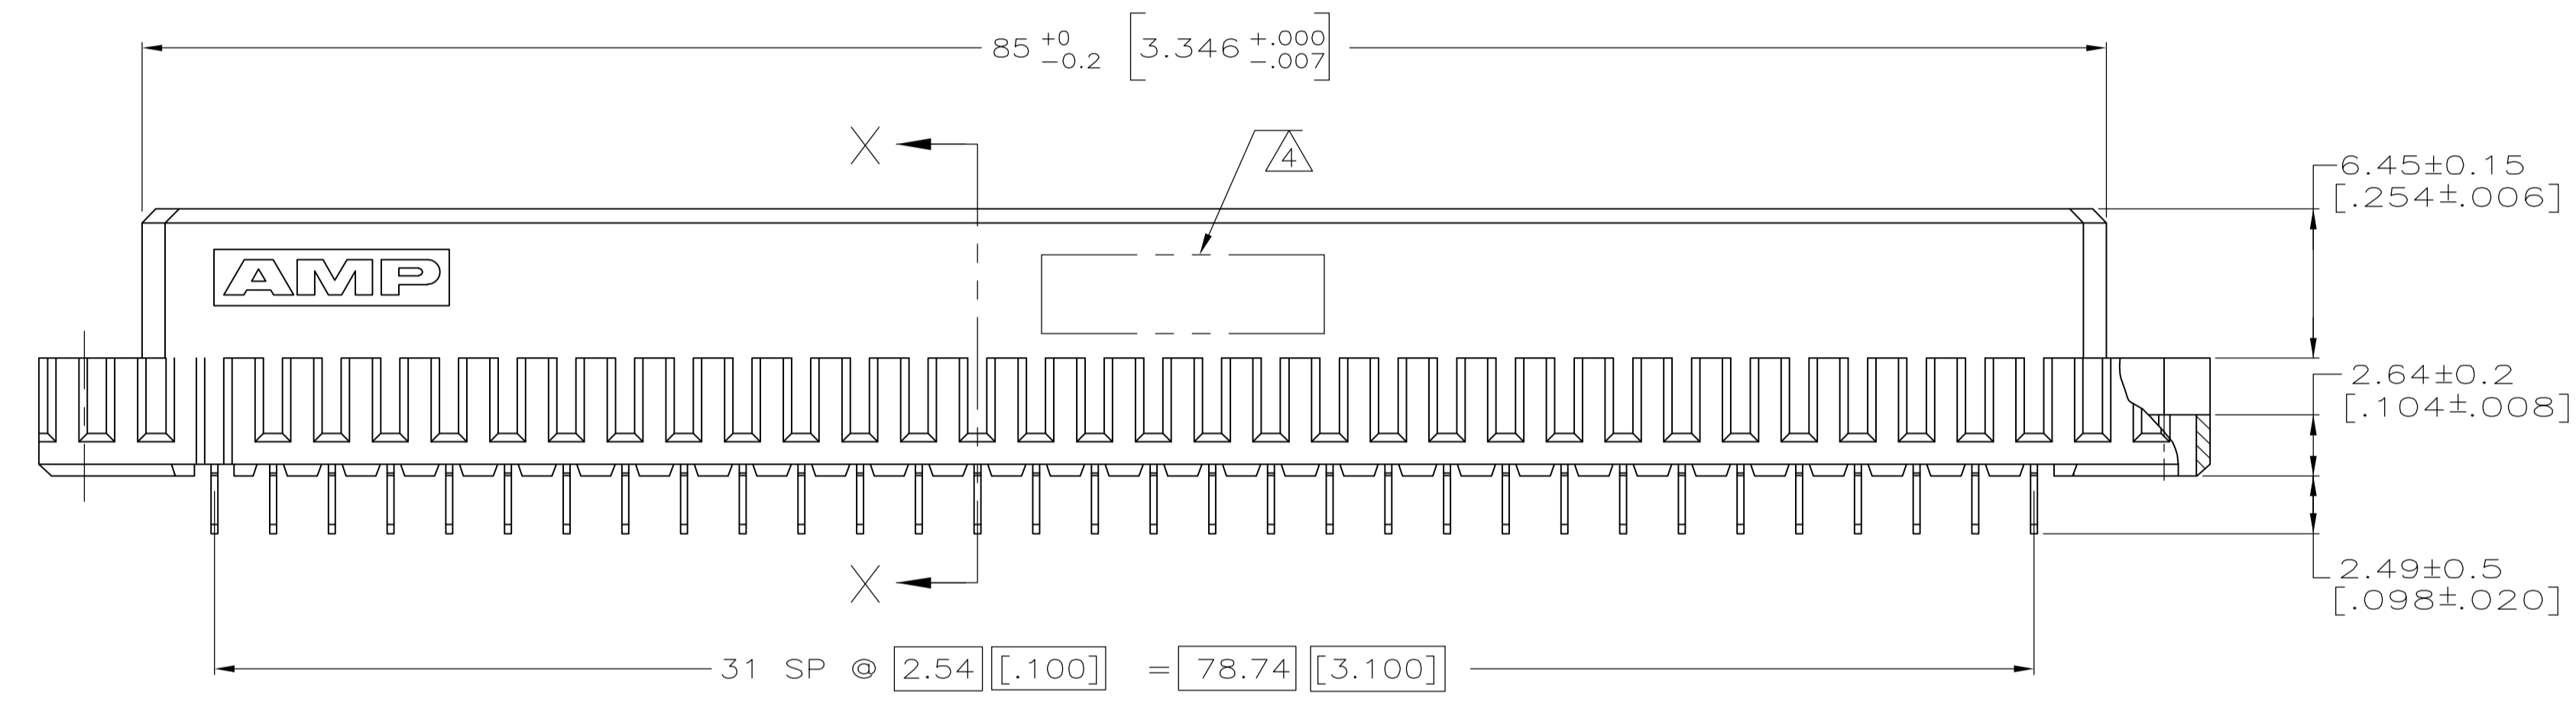 85 +0 -0.2 [3.346 +.000 -.007]
X
4
6.45±0.15
[.254±.006]
AMP
2.64±0.2
[.104±.008]
X
2.49±0.5
[.098±.020]
31 SP @ 2.54 [.100] = 78.74 [3.100]